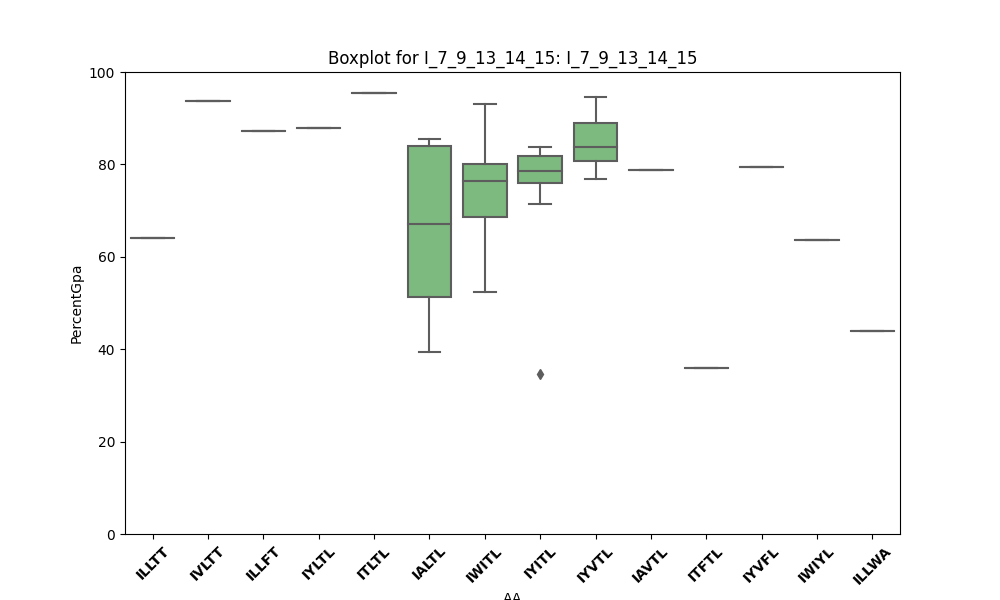 Boxplot for I_7_9_13_14_15: I_7_9_13_14_15
100
80
60
40
20
0
PercentGpa
ILLTT IVLTT ILLFT IYLTL ITLTL IALTL IWITL IYITL IYVTL IAVTL ITFTL IYVFL IWIYL ILLWA
AA